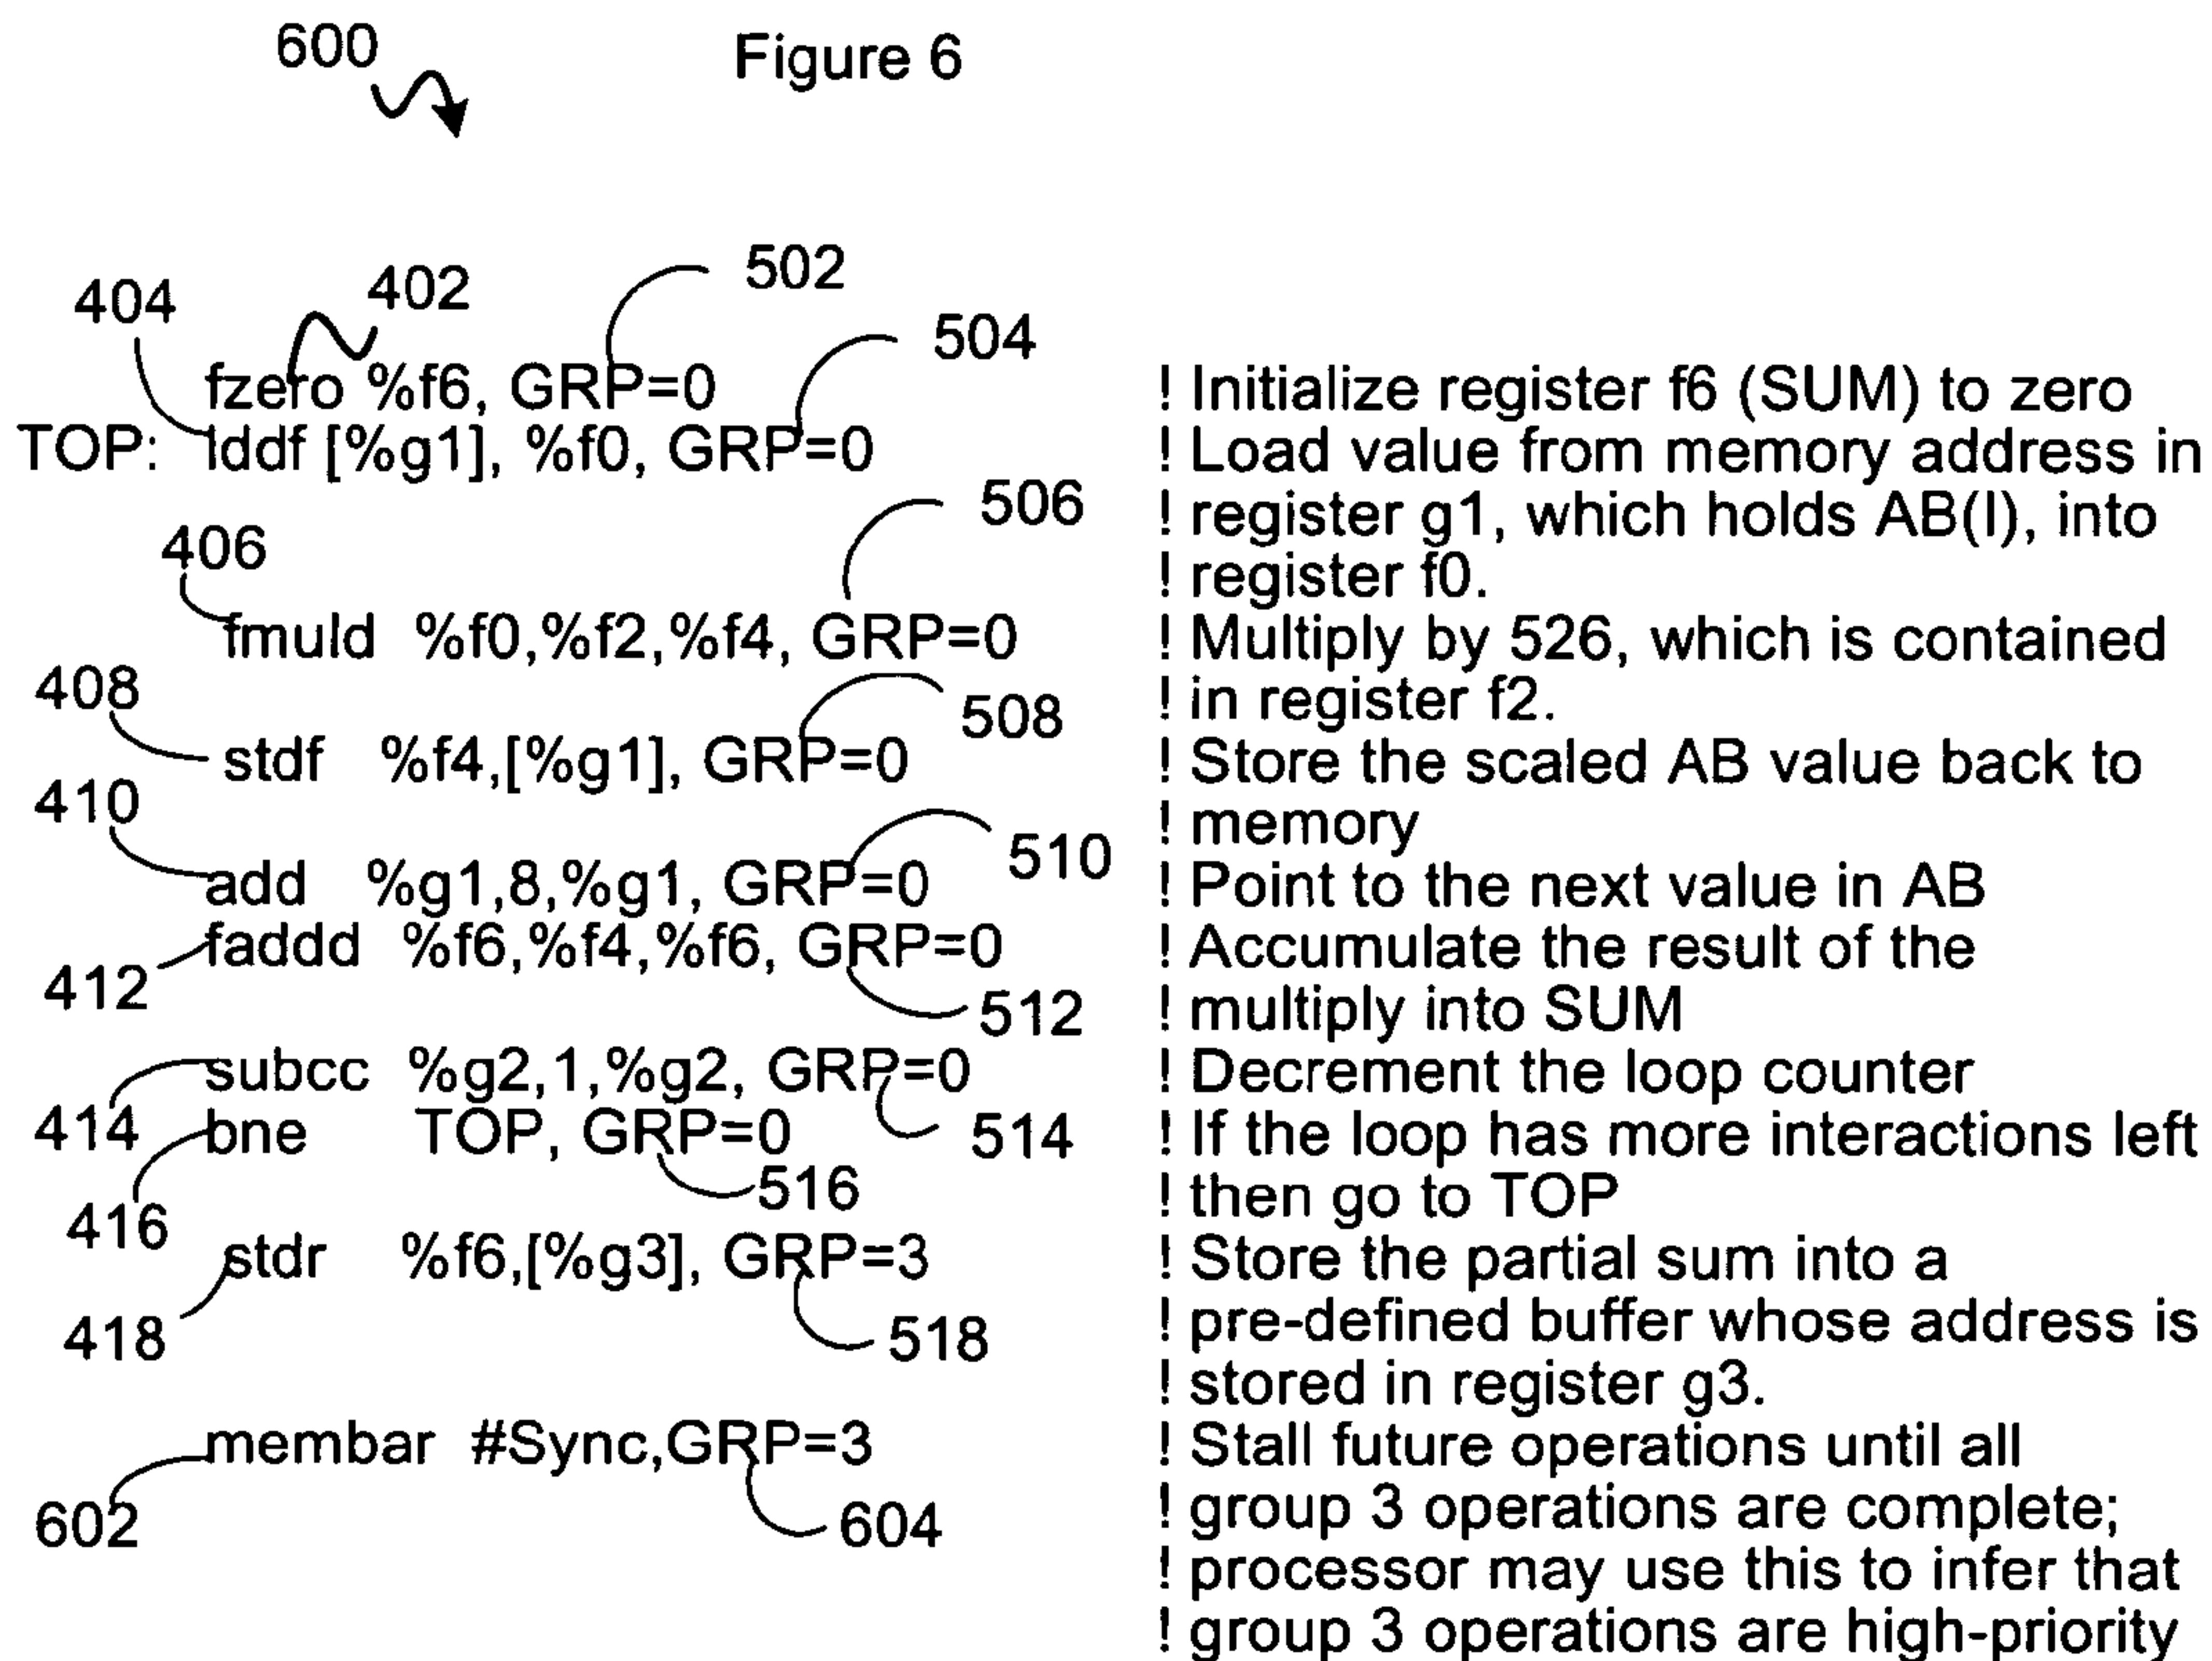 600
Figure 6
502
404
402
504
fzero %f6, GRP=0 ! Initialize register f6 (SUM) to zero
TOP: lddf [%g1], %f0, GRP=0 ! Load value from memory address in
506 ! register g1, which holds AB(I), into
406 ! register f0.
fmuld %f0,%f2,%f4, GRP=0 ! Multiply by 526, which is contained
408 ! in register f2.
508
stdf %f4,[%g1], GRP=0 ! Store the scaled AB value back to
410 ! memory
510
add %g1,8,%g1, GRP=0 ! Point to the next value in AB
faddd %f6,%f4,%f6, GRP=0 ! Accumulate the result of the
412
512 ! multiply into SUM
subcc %g2,1,%g2, GRP=0 ! Decrement the loop counter
414 bne TOP, GRP=0 514 ! If the loop has more interactions left
516 ! then go to TOP
416
stdr %f6,[%g3], GRP=3 ! Store the partial sum into a
418 518 ! pre-defined buffer whose address is
! stored in register g3.
membar #Sync,GRP=3 ! Stall future operations until all
602 604 ! group 3 operations are complete;
! processor may use this to infer that
! group 3 operations are high-priority